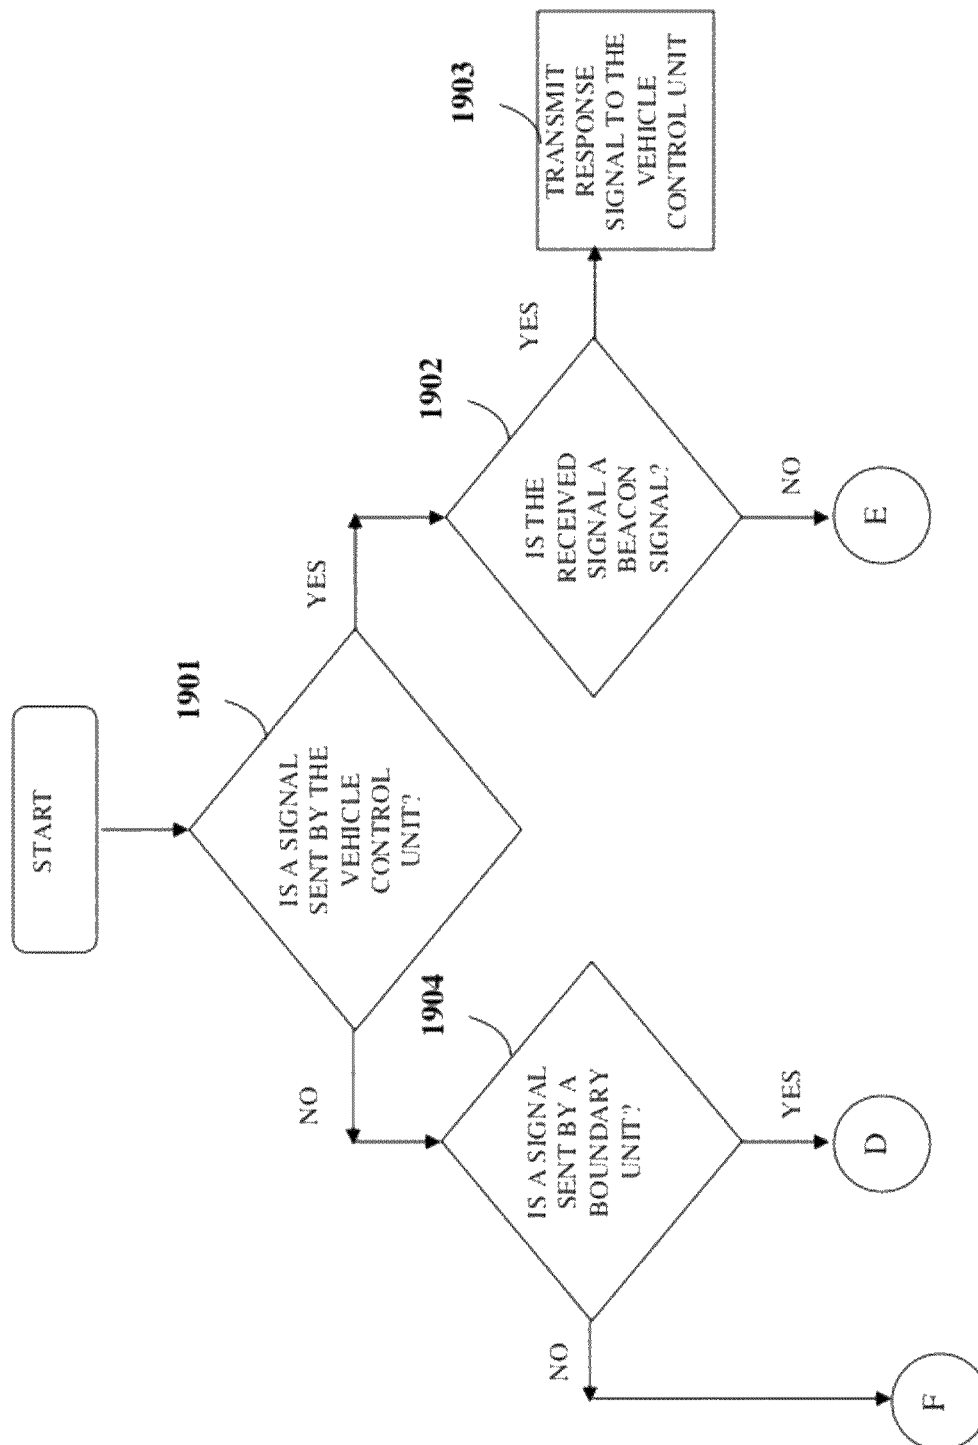 START
1901
IS A SIGNAL
SENT BY THE
VEHICLE
CONTROL
UNIT?
NO
YES
1904
IS A SIGNAL
SENT BY A
BOUNDARY
UNIT?
NO
YES
F
D
1902
IS THE
RECEIVED
SIGNAL A
BEACON
SIGNAL?
YES
NO
E
1903
TRANSMIT
RESPONSE
SIGNAL TO THE
VEHICLE
CONTROL UNIT